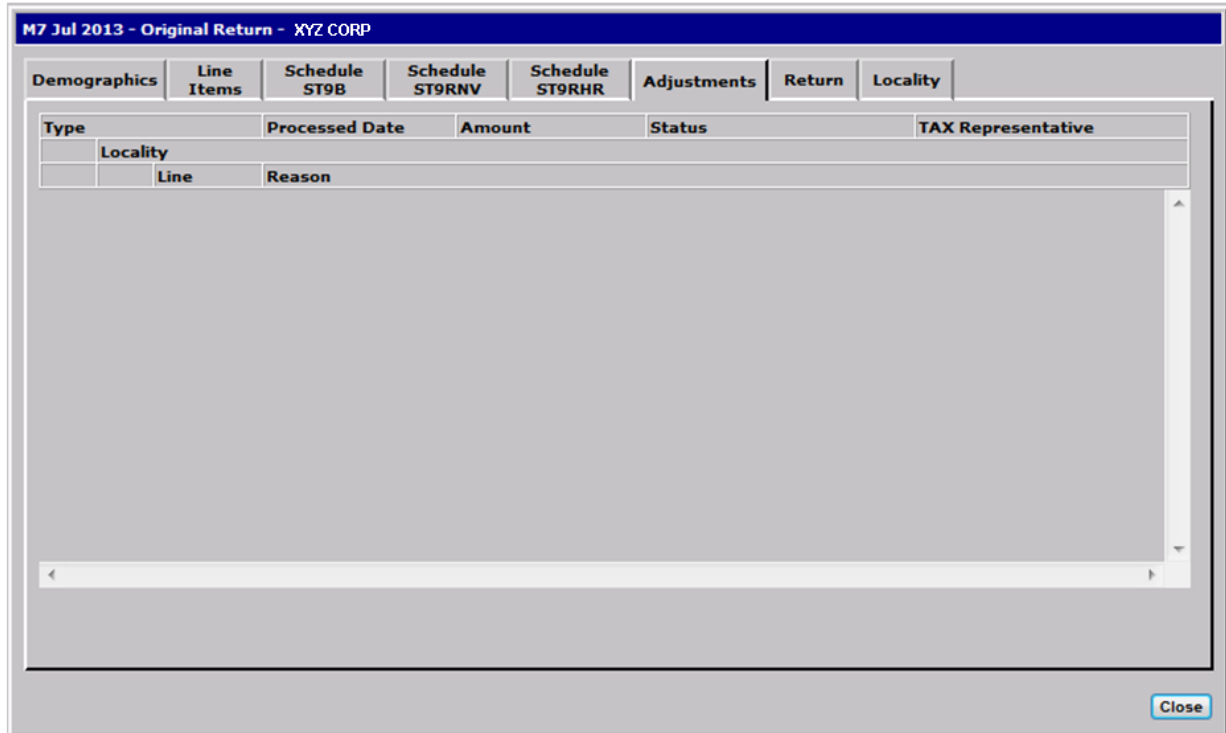 M7 Jul 2013 - Original Return - XYZ CORP
Demographics Line Items Schedule ST9B Schedule ST9RNV Schedule ST9RHR Adjustments Return Locality
Type Processed Date Amount Status TAX Representative
Locality
Line Reason
Close